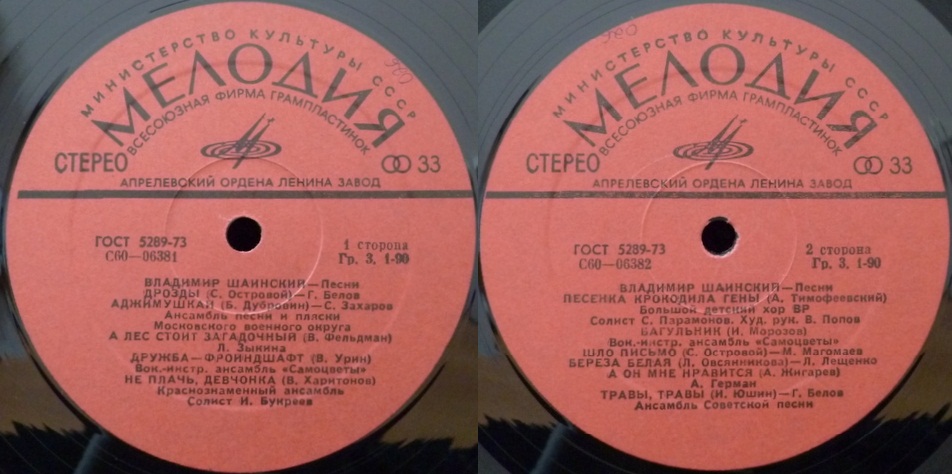 МИНИСТЕРСТВО КУЛЬТУРЫ СССР
МЕЛОДИЯ
ВСЕСОЮЗНАЯ ФИРМА ГРАМПЛАСТИНОК
СТЕРЕО
33
АПРЕЛЕВСКИЙ ОРДЕНА ЛЕНИНА ЗАВОД
ГОСТ 5289-73
С60—06381
1 сторона
Гр. 3, 1-90
ВЛАДИМИР ШАИНСКИЙ—Песни
ДРОЗДЫ (С. Островой)—Г. Белов
АДЖИМУШКАЙ (Б. Дубровин)—С. Захаров
Ансамбль песни и пляски
Московского военного округа
А ЛЕС СТОИТ ЗАГАДОЧНЫЙ (В. Фельдман)
Л. Зыкина
ДРУЖБА—ФРОЙНДШАФТ (В. Урин)
Вок.-инстр. ансамбль «Самоцветы»
НЕ ПЛАЧЬ, ДЕВЧОНКА (В. Харитонов)
Краснознаменный ансамбль
Солист И. Букреев
МИНИСТЕРСТВО КУЛЬТУРЫ СССР
МЕЛОДИЯ
ВСЕСОЮЗНАЯ ФИРМА ГРАМПЛАСТИНОК
СТЕРЕО
33
АПРЕЛЕВСКИЙ ОРДЕНА ЛЕНИНА ЗАВОД
ГОСТ 5289-73
С60—06382
2 сторона
Гр. 3, 1-90
ВЛАДИМИР ШАИНСКИЙ—Песни
ПЕСЕНКА КРОКОДИЛА ГЕНЫ (А. Тимофеевский)
Большой детский хор ВР
Солист С. Парамонов. Худ. рук. В. Попов
БАГУЛЬНИК (И. Морозов)
Вок.-инстр. ансамбль «Самоцветы»
ШЛО ПИСЬМО (С. Островой)—М. Магомаев
БЕРЕЗА БЕЛАЯ (Л. Овсянникова)—Л. Лещенко
А ОН МНЕ НРАВИТСЯ (А. Жигарев)
А. Герман
ТРАВЫ, ТРАВЫ (И. Юшин)—Г. Белов
Ансамбль Советской песни